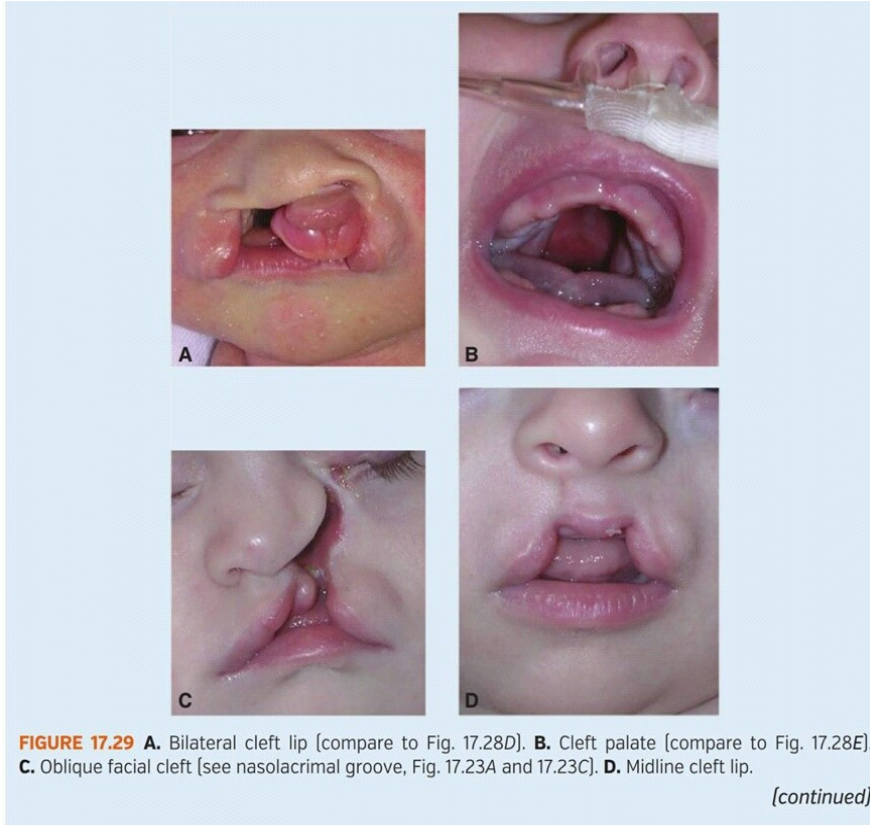 A
B
C
D
FIGURE 17.29 A. Bilateral cleft lip (compare to Fig. 17.28D). B. Cleft palate (compare to Fig. 17.28E).
C. Oblique facial cleft (see nasolacrimal groove, Fig. 17.23A and 17.23C). D. Midline cleft lip.
(continued)